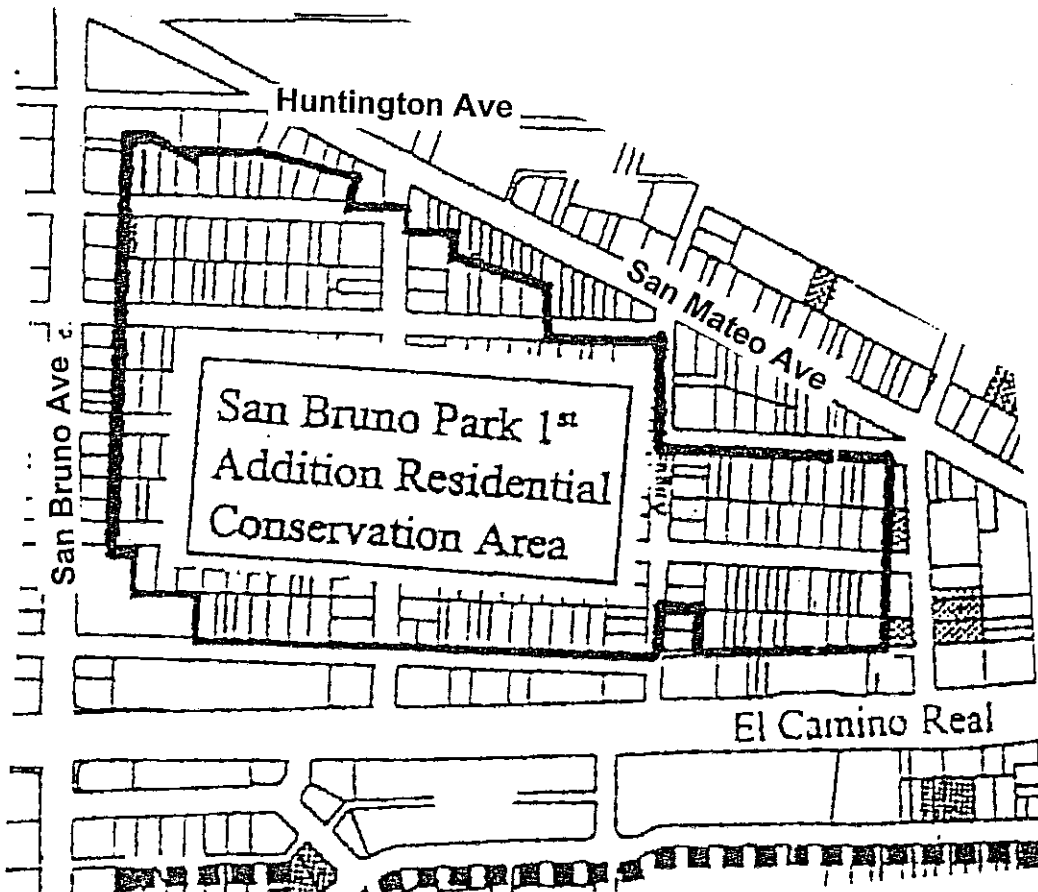 Huntington Ave
San Mateo Ave
San Bruno Ave
San Bruno Park 1st
Addition Residential
Conservation Area
El Camino Real